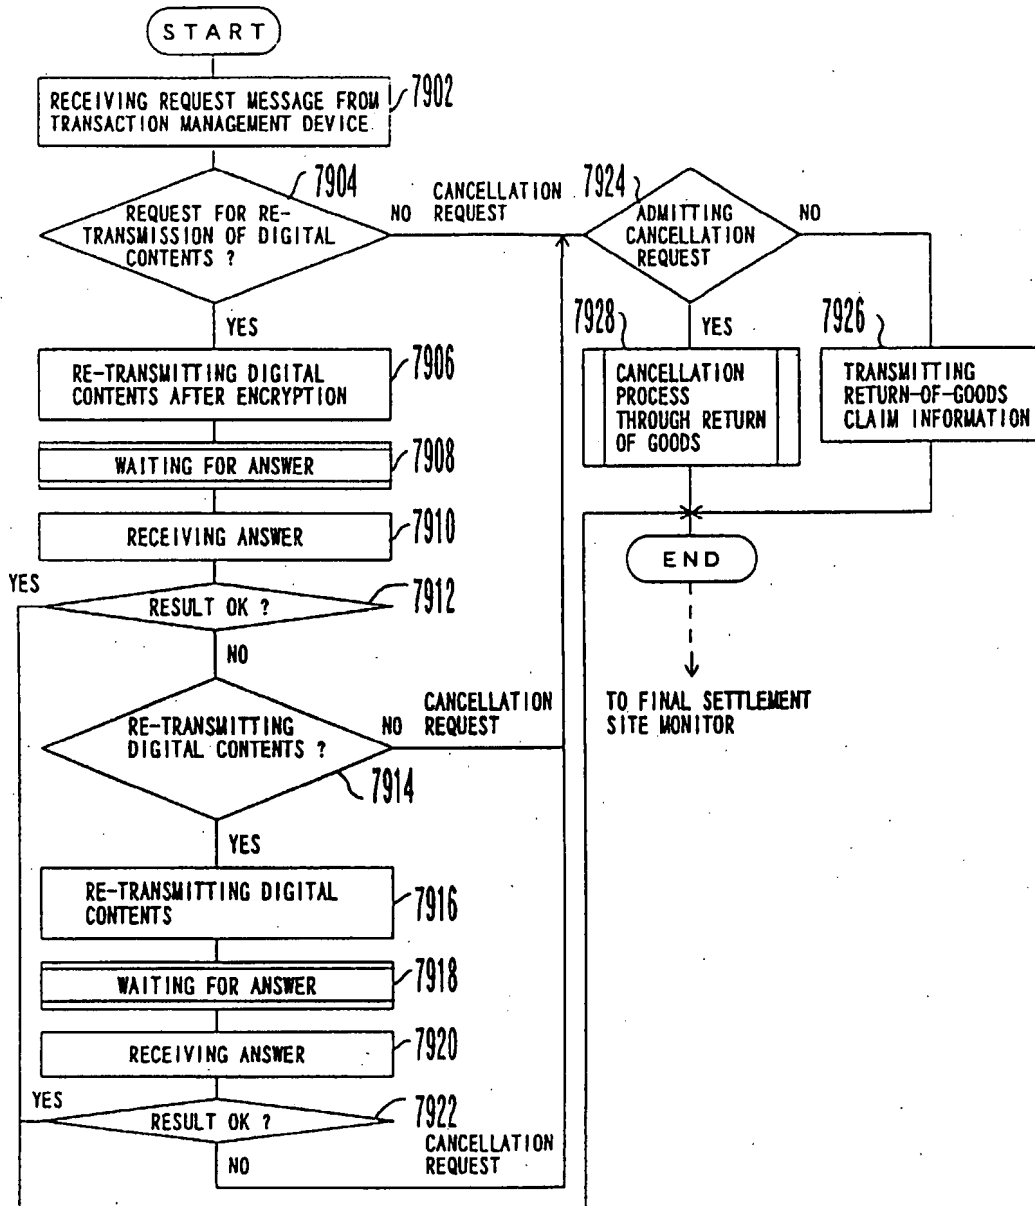 START
RECEIVING REQUEST MESSAGE FROM
TRANSACTION MANAGEMENT DEVICE
7902
7904
REQUEST FOR RE-
TRANSMISSION OF DIGITAL
CONTENTS ?
NO
CANCELLATION
REQUEST
7924
ADMITTING
CANCELLATION
REQUEST
NO
YES
YES
7906
RE-TRANSMITTING DIGITAL
CONTENTS AFTER ENCRYPTION
7928
CANCELLATION
PROCESS
THROUGH RETURN
OF GOODS
7926
TRANSMITTING
RETURN-OF-GOODS
CLAIM INFORMATION
WAITING FOR ANSWER
7908
RECEIVING ANSWER
7910
END
YES
RESULT OK ?
7912
NO
TO FINAL SETTLEMENT
SITE MONITOR
RE-TRANSMITTING
DIGITAL CONTENTS ?
NO
CANCELLATION
REQUEST
7914
YES
RE-TRANSMITTING DIGITAL
CONTENTS
7916
WAITING FOR ANSWER
7918
RECEIVING ANSWER
7920
YES
RESULT OK ?
7922
CANCELLATION
REQUEST
NO